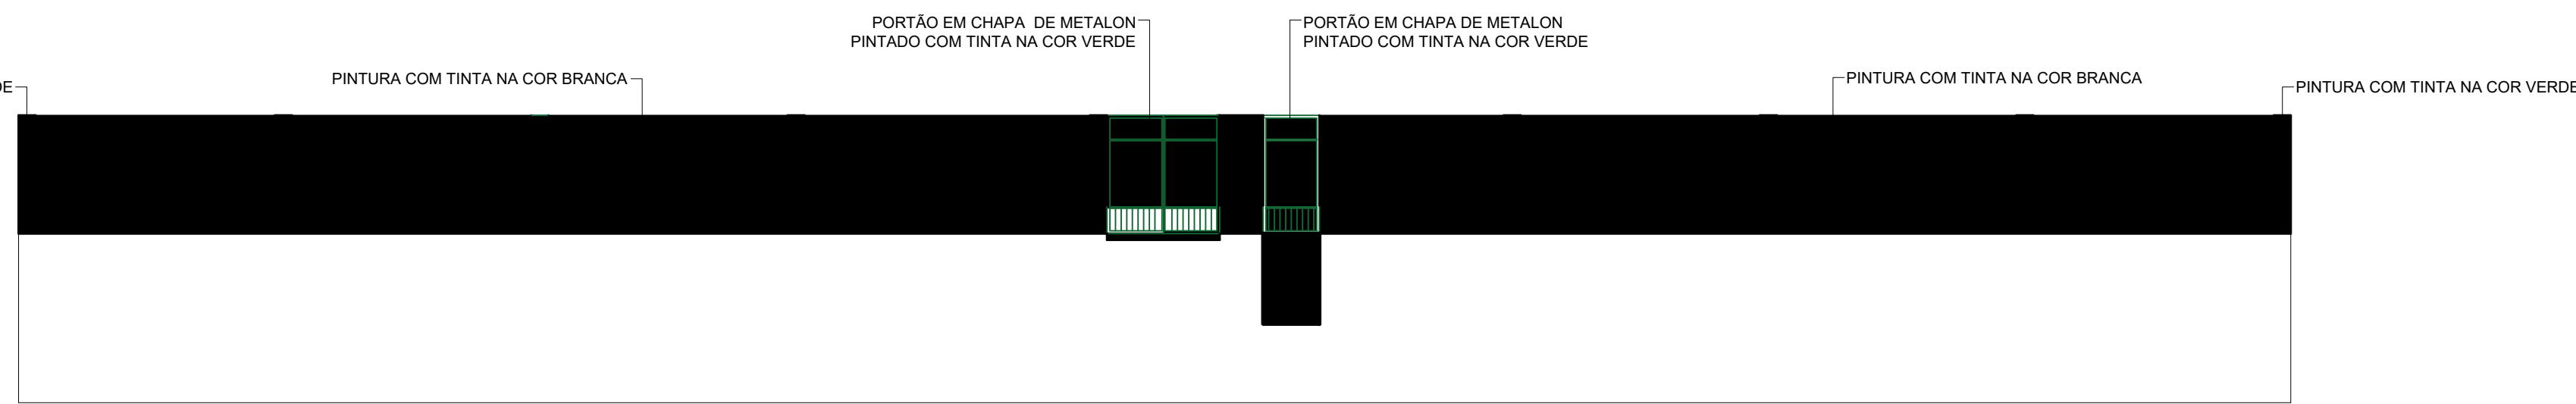 PORTÃO EM CHAPA  DE METALON
PINTADO COM TINTA NA COR VERDE
PORTÃO EM CHAPA DE METALON
PINTADO COM TINTA NA COR VERDE
DE
PINTURA COM TINTA NA COR BRANCA
PINTURA COM TINTA NA COR BRANCA
PINTURA COM TINTA NA COR VERDE